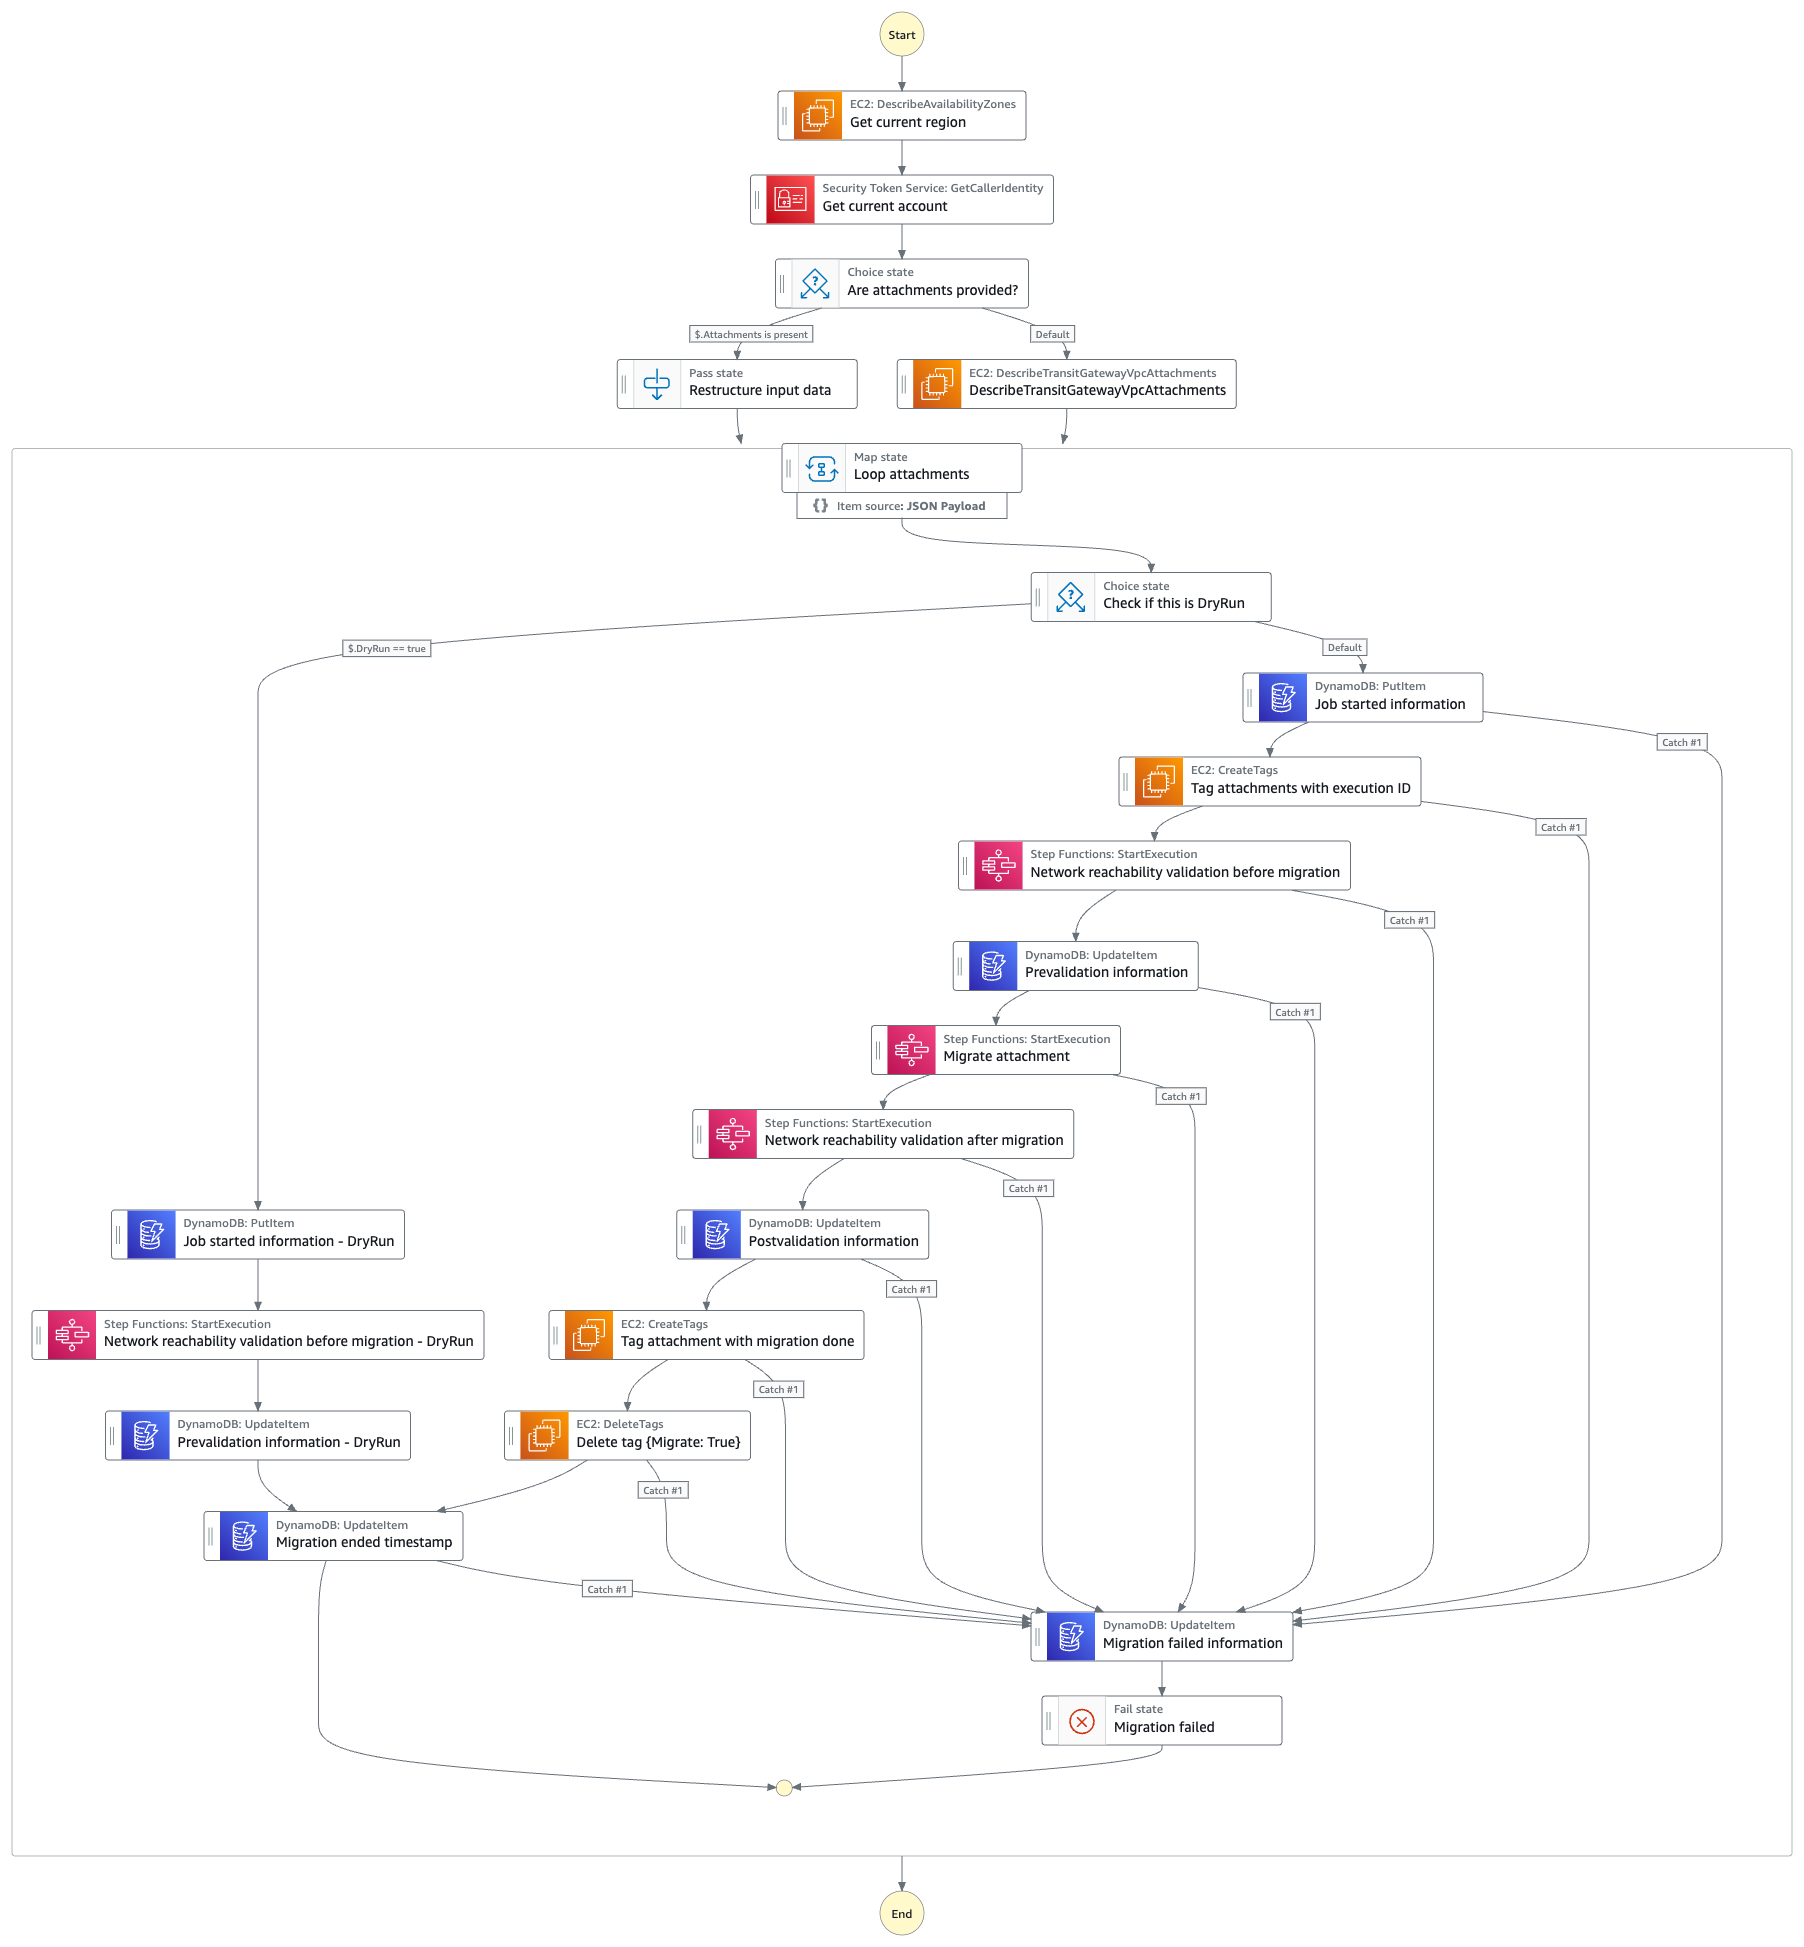 Start
EC2: DescribeAvailabilityZones
Get current region
Security Token Service: GetCallerIdentity
Get current account
Choice state
Are attachments provided?
$.Attachments is present
Default
Pass state
Restructure input data
EC2: DescribeTransitGatewayVpcAttachments
DescribeTransitGatewayVpcAttachments
Map state
Loop attachments
Item source: JSON Payload
Choice state
Check if this is DryRun
$.DryRun == true
Default
DynamoDB: PutItem
Job started information
Catch #1
EC2: CreateTags
Tag attachments with execution ID
Catch #1
Step Functions: StartExecution
Network reachability validation before migration
Catch #1
DynamoDB: UpdateItem
Prevalidation information
Catch #1
Step Functions: StartExecution
Migrate attachment
Catch #1
Step Functions: StartExecution
Network reachability validation after migration
Catch #1
DynamoDB: PutItem
Job started information - DryRun
DynamoDB: UpdateItem
Postvalidation information
Catch #1
Step Functions: StartExecution
Network reachability validation before migration - DryRun
EC2: CreateTags
Tag attachment with migration done
Catch #1
DynamoDB: UpdateItem
Prevalidation information - DryRun
EC2: DeleteTags
Delete tag {Migrate: True}
Catch #1
DynamoDB: UpdateItem
Migration ended timestamp
Catch #1
DynamoDB: UpdateItem
Migration failed information
Fail state
Migration failed
End